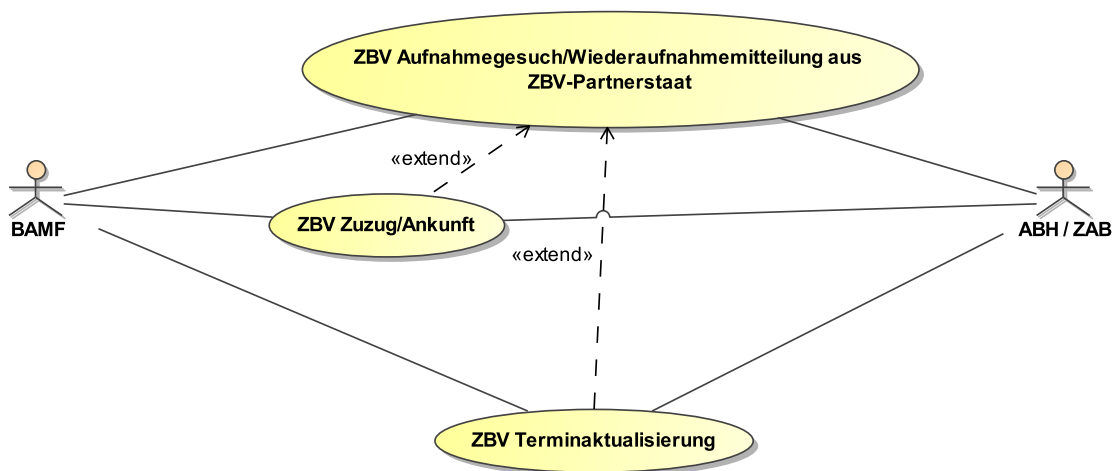 ZBV Aufnahmegesuch/Wiederaufnahmemitteilung aus
ZBV-Partnerstaat
«extend»
BAMF
ZBV Zuzug/Ankunft
ABH / ZAB
«extend»
ZBV Terminaktualisierung